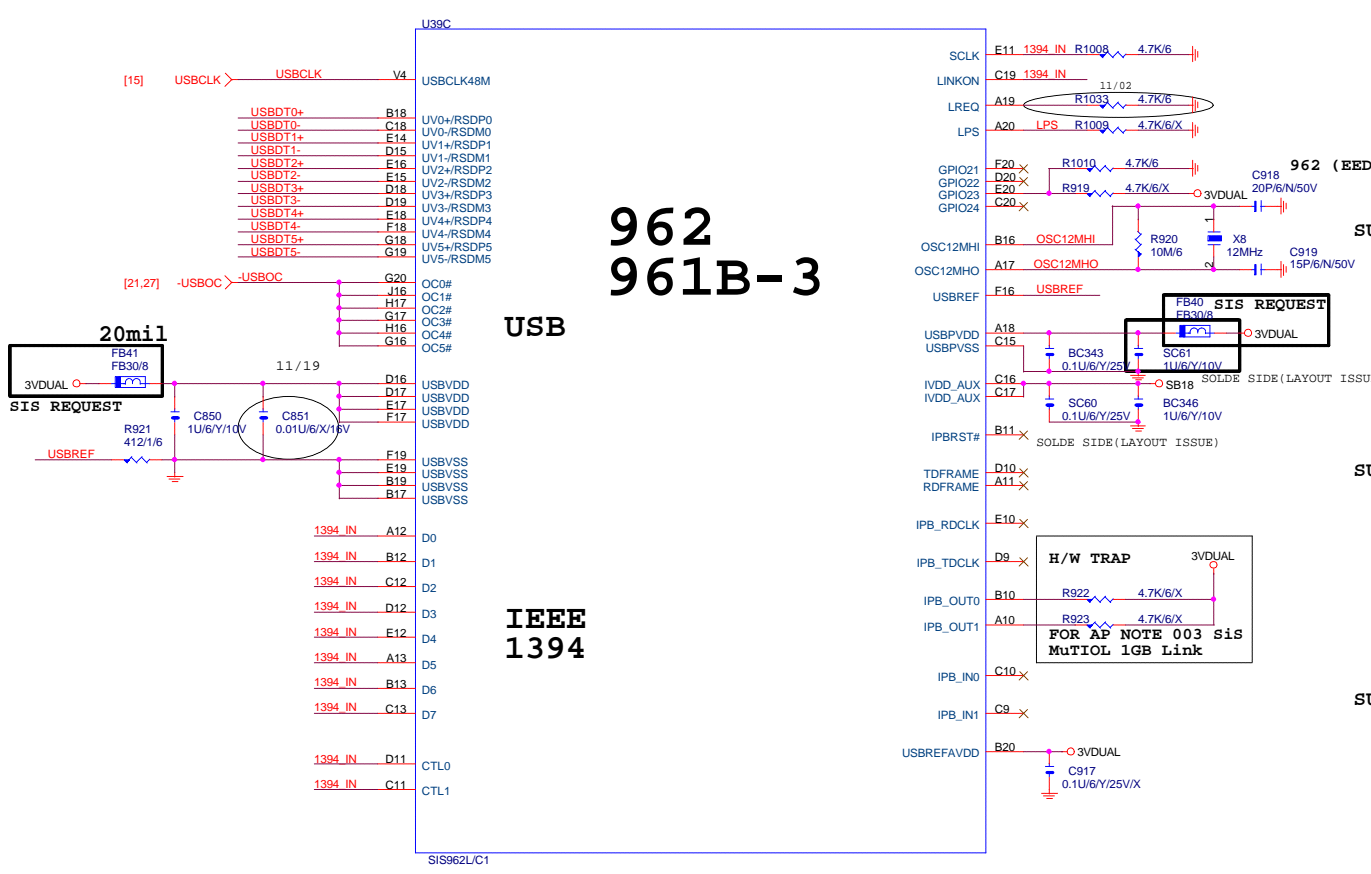 U39C
[15] USBCLK USBCLK V4 USBCLK48M
USBDT0+ B18 UV0+/RSDP0
USBDT0- C18 UV0-/RSDM0
USBDT1+ E14 UV1+/RSDP1
USBDT1- D15 UV1-/RSDM1
USBDT2+ E16 UV2+/RSDP2
USBDT2- E15 UV2-/RSDM2
USBDT3+ D18 UV3+/RSDP3
USBDT3- D19 UV3-/RSDM3
USBDT4+ E18 UV4+/RSDP4
USBDT4- F18 UV4-/RSDM4
USBDT5+ G18 UV5+/RSDP5
USBDT5- G19 UV5-/RSDM5
[21,27] -USBOC -USBOC G20 OC0#
J16 OC1#
H17 OC2#
G17 OC3#
H16 OC4#
G16 OC5#
20mil
FB41
FB30/8
3VDUAL
SIS REQUEST
11/19
D16 USBVDD
D17 USBVDD
E17 USBVDD
F17 USBVDD
C850
1U/6/Y/10V
C851
0.01U/6/X/16V
R921
412/1/6
USBREF
F19 USBVSS
E19 USBVSS
B19 USBVSS
B17 USBVSS
1394_IN A12 D0
1394_IN B12 D1
1394_IN C12 D2
1394_IN D12 D3
1394_IN E12 D4
1394_IN A13 D5
1394_IN B13 D6
1394_IN C13 D7
1394_IN D11 CTL0
1394_IN C11 CTL1
962
961B-3
USB
IEEE
1394
SIS962L/C1
SCLK E11 1394_IN R1008 4.7K/6
LINKON C19 1394_IN
11/02
LREQ A19 R1033 4.7K/6
LPS A20 LPS R1009 4.7K/6/X
GPIO21 F20 R1010 4.7K/6
GPIO22 D20
GPIO23 E20 R919 4.7K/6/X 3VDUAL
GPIO24 C20
962 (EED
C918
20P/6/N/50V
SU
OSC12MHI B16 OSC12MHI
R920
10M/6
1
X8
12MHz
2
C919
15P/6/N/50V
OSC12MHO A17 OSC12MHO
USBREF F16 USBREF
FB40 SIS REQUEST
FB30/8
3VDUAL
USBPVDD A18
USBPVSS C15
BC343
0.1U/6/Y/25V
SC61
1U/6/Y/10V
SOLDE SIDE(LAYOUT ISSU
IVDD_AUX C16 SB18
IVDD_AUX C17
SC60
0.1U/6/Y/25V
BC346
1U/6/Y/10V
IPBRST# B11
SOLDE SIDE(LAYOUT ISSUE)
TDFRAME D10
RDFRAME A11
SU
IPB_RDCLK E10
IPB_TDCLK D9
H/W TRAP 3VDUAL
IPB_OUT0 B10 R922 4.7K/6/X
IPB_OUT1 A10 R923 4.7K/6/X
FOR AP NOTE 003 SiS
MuTIOL 1GB Link
IPB_IN0 C10
IPB_IN1 C9
SU
USBREFAVDD B20 3VDUAL
C917
0.1U/6/Y/25V/X